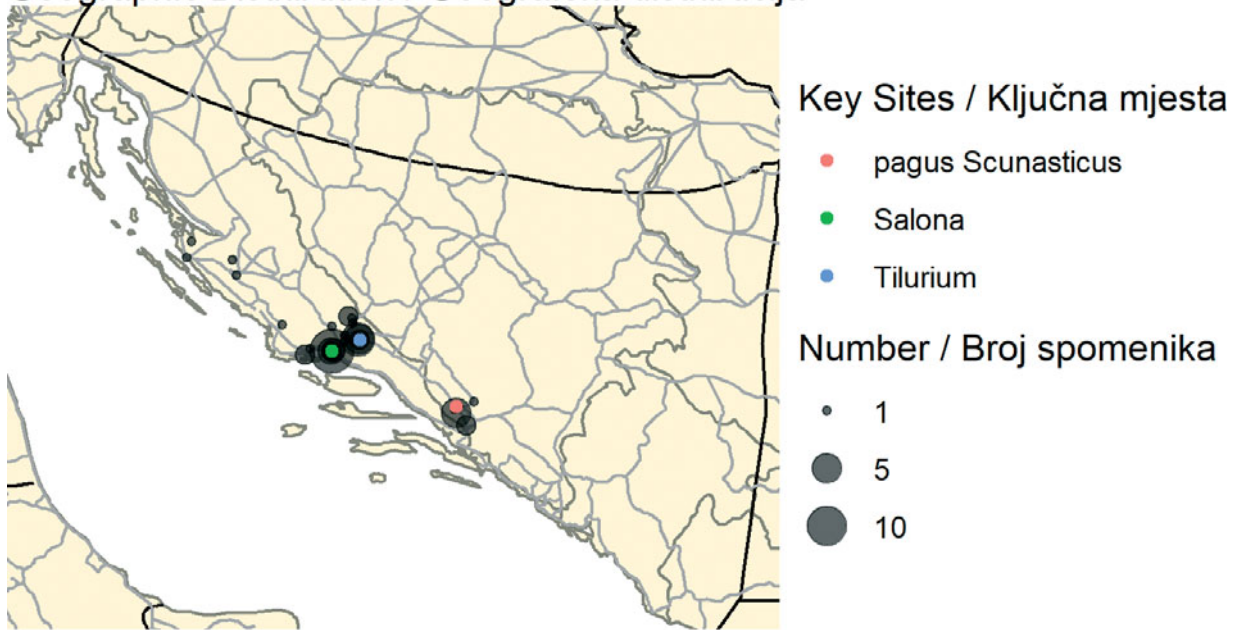 Key Sites / Ključna mjesta
pagus Scunasticus
Salona
Tilurium
Number / Broj spomenika
1
5
10